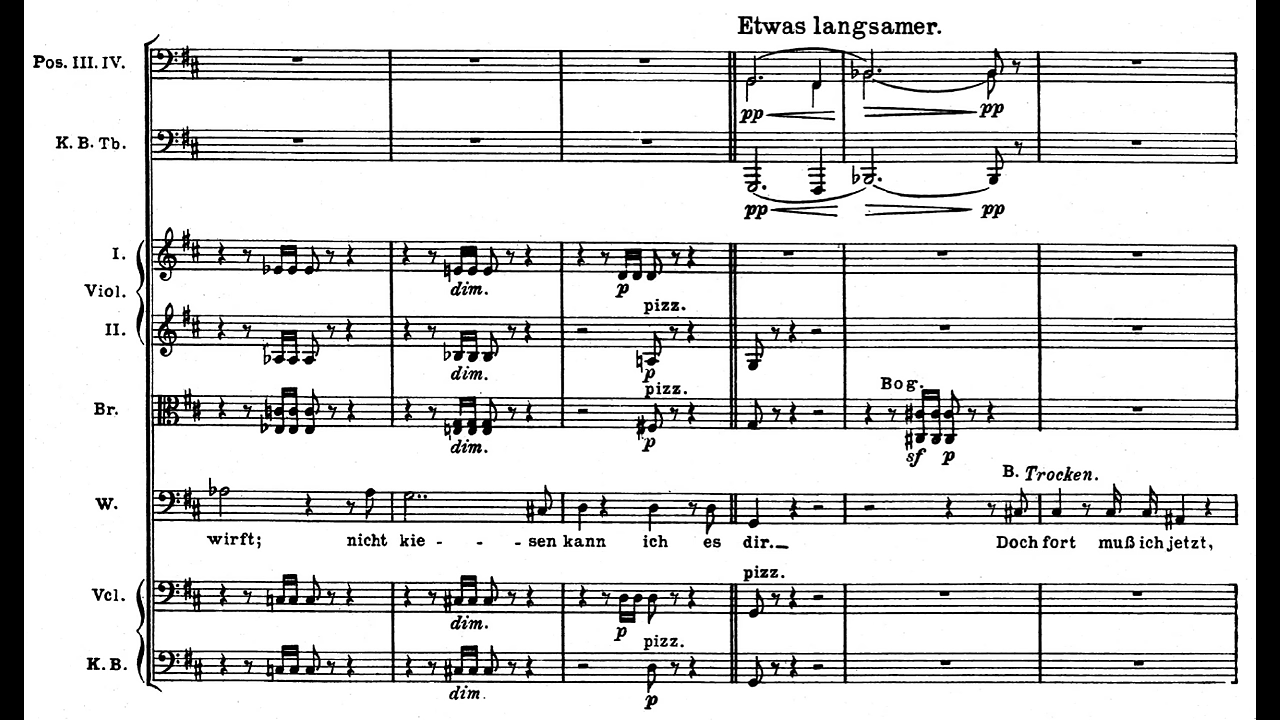 Etwas langsamer.
Pos. III. IV.
pp pp
K. B. Tb.
pp pp
I.
dim. p
Viol.
pizz.
II.
dim. p
pizz.
Bog.
Br.
dim. p sf p
B. Trocken.
W.
wirft; nicht kie - - - sen kann ich es dir. Doch fort muß ich jetzt,
pizz.
Vcl.
dim. p
pizz.
K. B.
dim. p